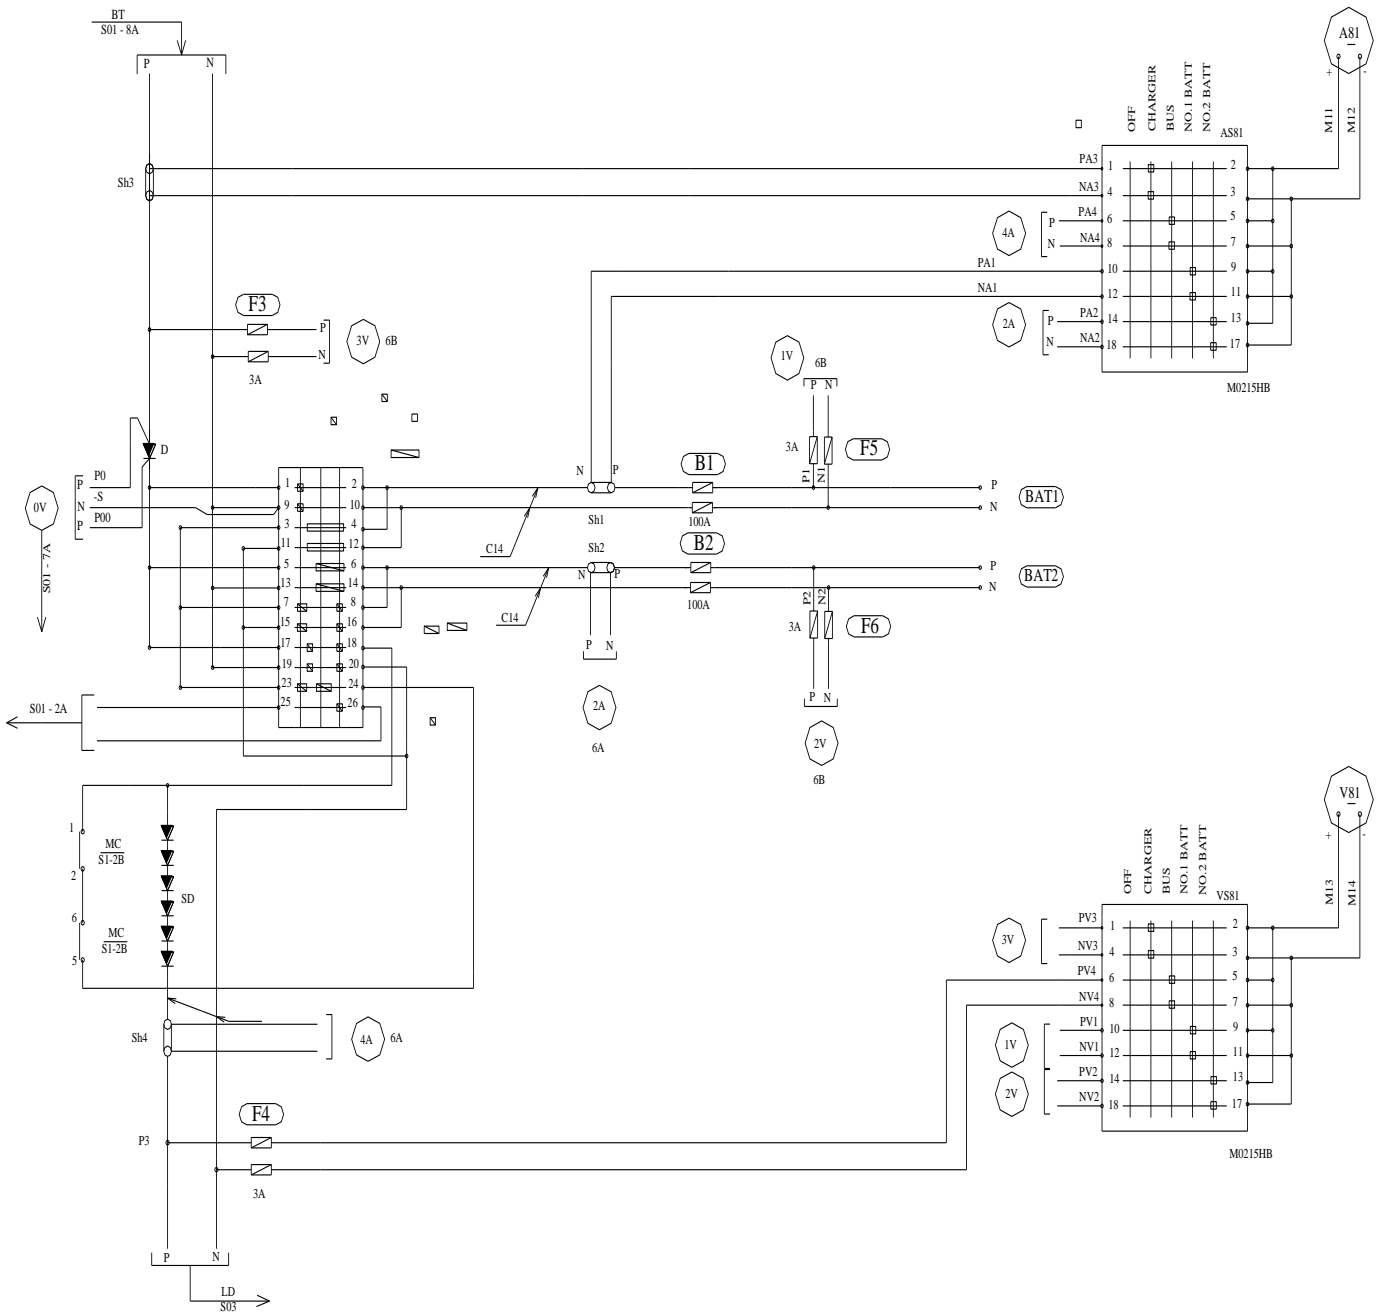 BT
S01 - 8A
P N
Sh3
A81
+ -
M11
M12
OFF
CHARGER
BUS
NO.1 BATT
NO.2 BATT
AS81
PA3 1 2
NA3 4 3
4A P PA4 6 5
N NA4 8 7
PA1 10 9
NA1 12 11
2A P PA2 14 13
N NA2 18 17
M0215HB
F3
P
3V 6B
N
3A
1V 6B
P N
3A F5
P1 N1
D
P P0
0V N -S
P P00
S01 - 7A
1 2
9 10
3 4
11 12
5 6
13 14
7 8
15 16
17 18
19 20
23 24
25 26
N P
Sh1
B1
100A
P
BAT1
N
C14
Sh2
N P
B2
100A
P
BAT2
N
C14
P N
2A
6A
P2 N2
3A F6
P N
2V
6B
S01 - 2A
1
MC
S1-2B
2
SD
6
MC
S1-2B
5
Sh4
4A 6A
F4
P3
3A
P N
LD
S03
V81
+ -
M13
M14
OFF
CHARGER
BUS
NO.1 BATT
NO.2 BATT
VS81
3V PV3 1 2
NV3 4 3
PV4 6 5
NV4 8 7
1V PV1 10 9
NV1 12 11
2V PV2 14 13
NV2 18 17
M0215HB